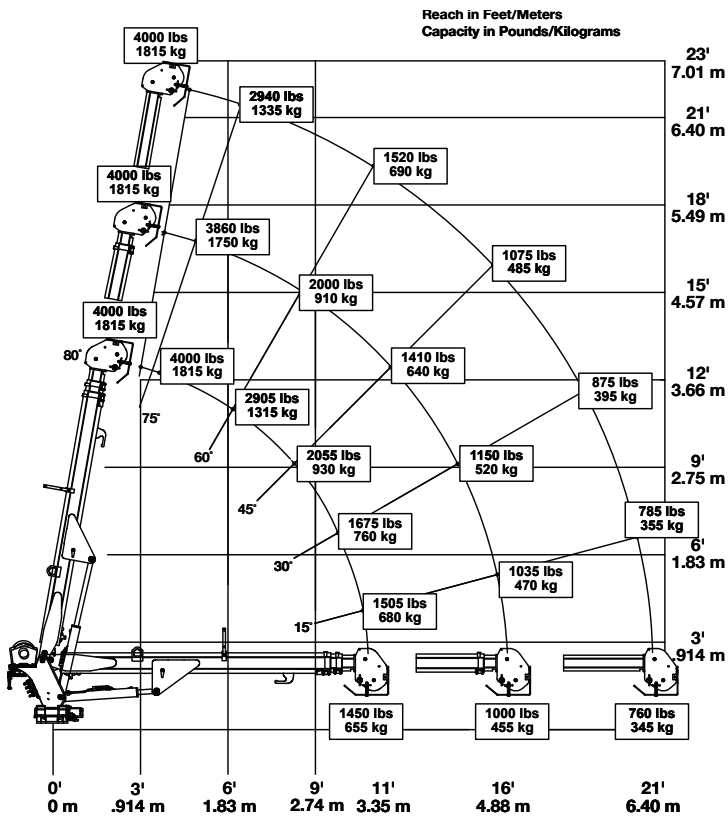 Reach in Feet/Meters
Capacity in Pounds/Kilograms
4000 lbs
1815 kg
23'
7.01 m
2940 lbs
1335 kg
21'
6.40 m
1520 lbs
690 kg
4000 lbs
1815 kg
18'
5.49 m
3860 lbs
1750 kg
1075 lbs
485 kg
2000 lbs
910 kg
15'
4.57 m
4000 lbs
1815 kg
80°
4000 lbs
1815 kg
1410 lbs
640 kg
12'
3.66 m
875 lbs
395 kg
75°
2905 lbs
1315 kg
60°
2055 lbs
930 kg
1150 lbs
520 kg
9'
2.75 m
45°
1675 lbs
760 kg
785 lbs
355 kg
6'
1.83 m
30°
1035 lbs
470 kg
1505 lbs
680 kg
15°
3'
.914 m
1450 lbs
655 kg
1000 lbs
455 kg
760 lbs
345 kg
0' 3' 6' 9' 11' 16' 21'
0 m .914 m 1.83 m 2.74 m 3.35 m 4.88 m 6.40 m